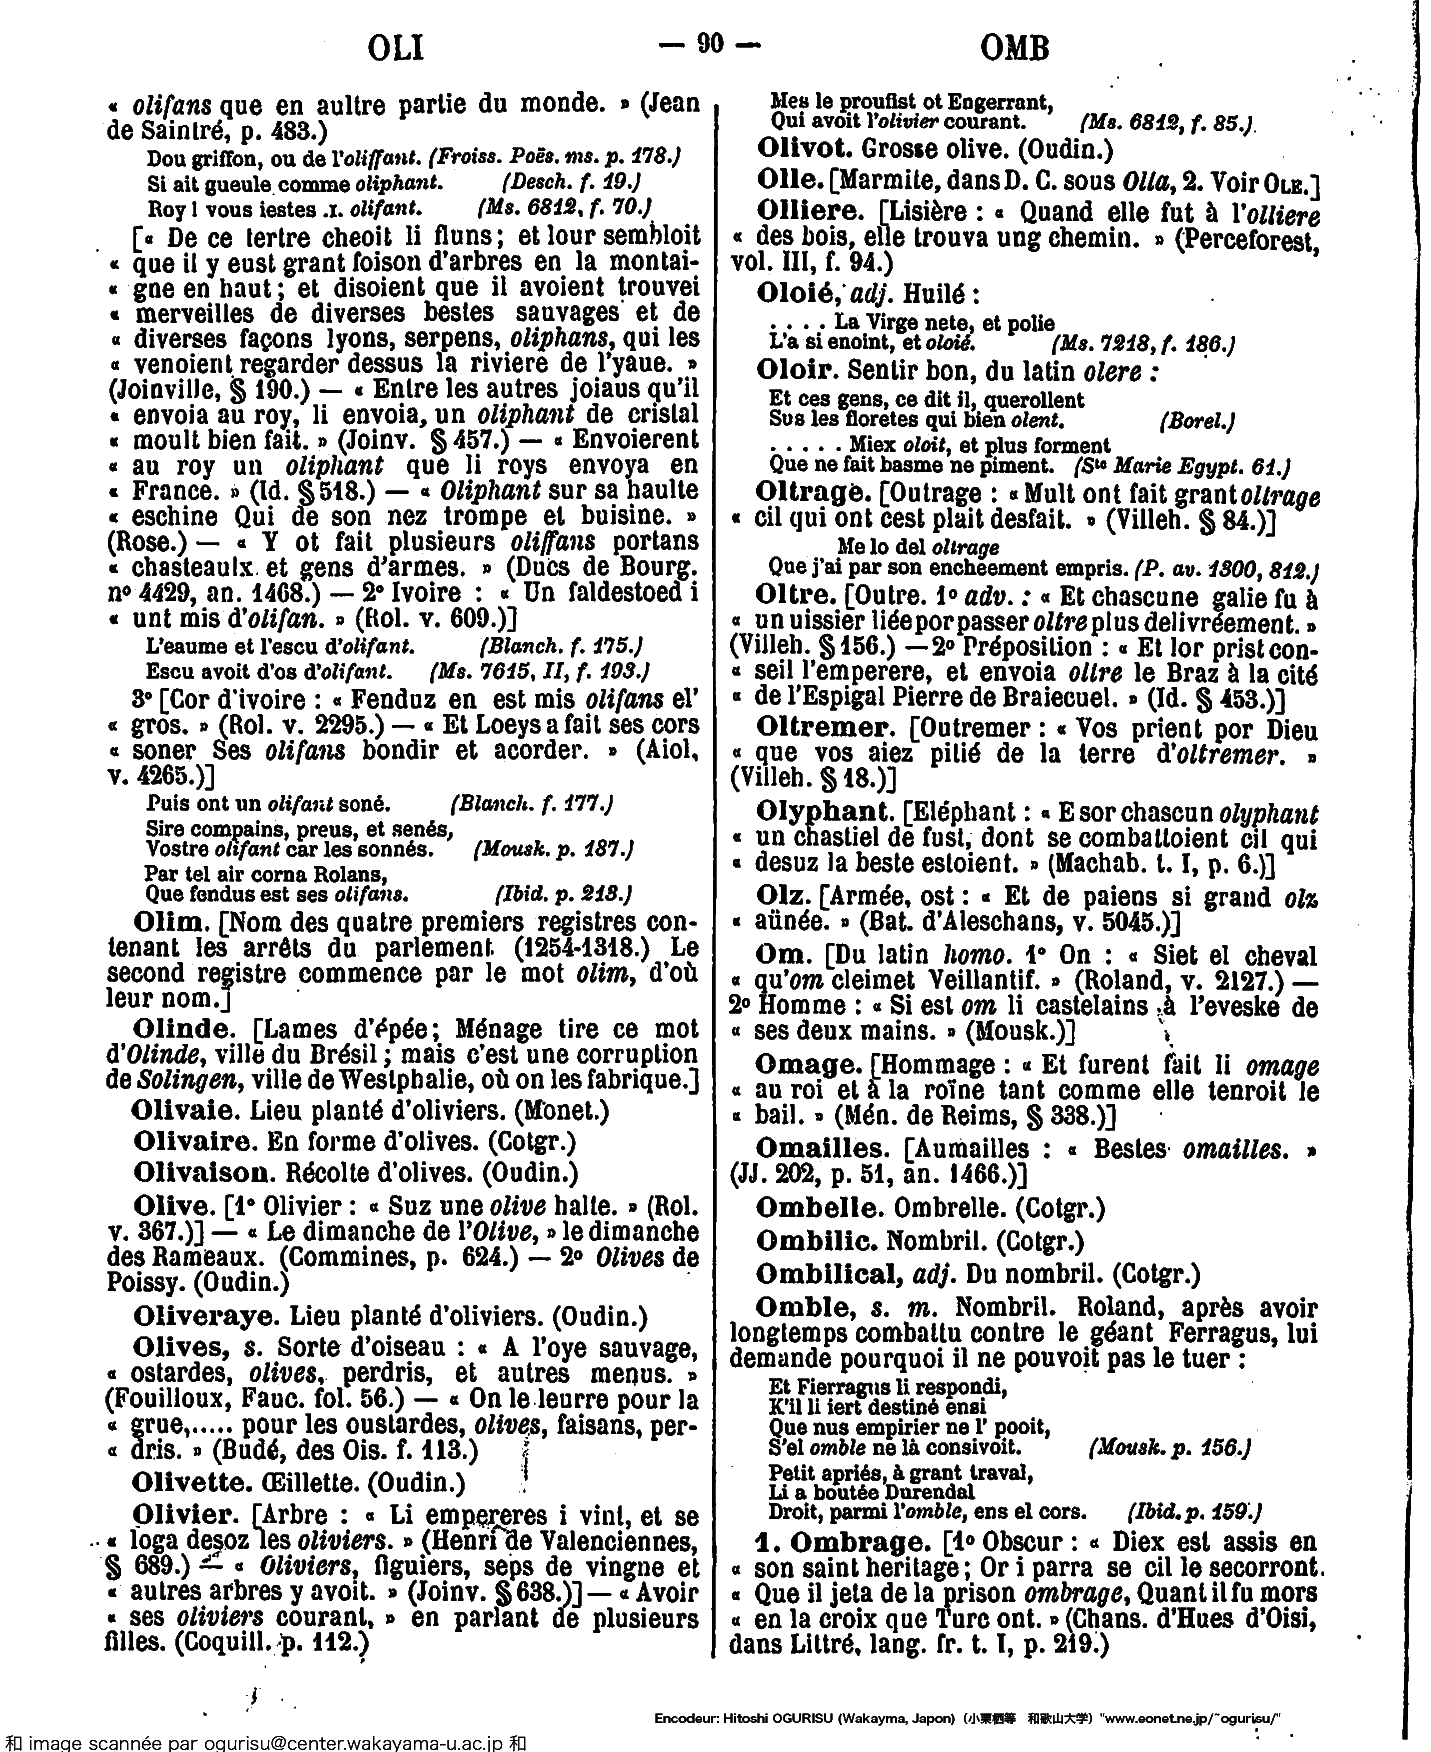 OLI — 90 — OMB
« olifans que en aultre partie du monde. » (Jean
de Saintré, p. 483.)
Dou griffon, ou de l'oliffant. (Froiss. Poës. ms. p. 178.)
Si ait gueule comme oliphant. (Desch. f. 19.)
Roy ! vous iestes .I. olifant. (Ms. 6812, f. 70.)
[« De ce tertre cheoit li fluns ; et lour sembloit
« que il y eust grant foison d'arbres en la montai-
« gne en haut ; et disoient que il avoient trouvei
« merveilles de diverses bestes sauvages et de
« diverses façons lyons, serpens, oliphans, qui les
« venoient regarder dessus la riviere de l'yaue. »
(Joinville, § 190.) — « Entre les autres joiaus qu'il
« envoia au roy, li envoia, un oliphant de cristal
« moult bien fait. » (Joinv. § 457.) — « Envoierent
« au roy un oliphant que li roys envoya en
« France. » (Id. § 518.) — « Oliphant sur sa haulte
« eschine Qui de son nez trompe et buisine. »
(Rose.) — « Y ot fait plusieurs oliffans portans
« chasteaulx et gens d'armes. » (Ducs de Bourg.
nº 4429, an. 1468.) — 2º Ivoire : « Un faldestoed i
« unt mis d'olifan. » (Rol. v. 609.)]
L'eaume et l'escu d'olifant. (Blanch. f. 175.)
Escu avoit d'os d'olifant. (Ms. 7615, II, f. 193.)
3º [Cor d'ivoire : « Fenduz en est mis olifans el'
« gros. » (Rol. v. 2295.) — « Et Loeys a fait ses cors
« soner Ses olifans bondir et acorder. » (Aiol,
v. 4265.)]
Puis ont un olifant soné. (Blanch. f. 177.)
Sire compains, preus, et senés,
Vostre olifant car les sonnés. (Mousk. p. 187.)
Par tel air corna Rolans,
Que fendus est ses olifans. (Ibid. p. 213.)
Olim. [Nom des quatre premiers registres con-
tenant les arrêts du parlement (1254-1318.) Le
second registre commence par le mot olim, d'où
leur nom.]
Olinde. [Lames d'épée ; Ménage tire ce mot
d'Olinde, ville du Brésil ; mais c'est une corruption
de Solingen, ville de Westphalie, où on les fabrique.]
Olivaie. Lieu planté d'oliviers. (Monet.)
Olivaire. En forme d'olives. (Cotgr.)
Olivaison. Récolte d'olives. (Oudin.)
Olive. [1º Olivier : « Suz une olive halte. » (Rol.
v. 367.)] — « Le dimanche de l'Olive, » le dimanche
des Rameaux. (Commines, p. 624.) — 2º Olives de
Poissy. (Oudin.)
Oliveraye. Lieu planté d'oliviers. (Oudin.)
Olives, s. Sorte d'oiseau : « A l'oye sauvage,
« ostardes, olives, perdris, et autres menus. »
(Fouilloux, Fauc. fol. 56.) — « On le leurre pour la
« grue,..... pour les oustardes, olives, faisans, per-
« dris. » (Budé, des Ois. f. 113.)
Olivette. Œillette. (Oudin.)
Olivier. [Arbre : « Li empereres i vint, et se
« loga desoz les oliviers. » (Henri de Valenciennes,
§ 689.) — « Oliviers, figuiers, seps de vingne et
« autres arbres y avoit. » (Joinv. § 638.)] — « Avoir
« ses oliviers courant, » en parlant de plusieurs
filles. (Coquill. p. 112.)
Mes le proufist ot Engerrant,
Qui avoit l'olivier courant. (Ms. 6812, f. 85.)
Olivot. Grosse olive. (Oudin.)
Olle. [Marmite, dans D. C. sous Olla, 2. Voir OLE.]
Olliere. [Lisière : « Quand elle fut à l'olliere
« des bois, elle trouva ung chemin. » (Perceforest,
vol. III, f. 94.)
Oloié, adj. Huilé :
. . . . La Virge nete, et polie
L'a si enoint, et oloié. (Ms. 7218, f. 186.)
Oloir. Sentir bon, du latin olere :
Et ces gens, ce dit il, querollent
Sus les floretes qui bien olent. (Borel.)
. . . . . Miex oloit, et plus forment
Que ne fait basme ne piment. (Ste Marie Egypt. 61.)
Oltrage. [Outrage : « Mult ont fait grant oltrage
« cil qui ont cest plait desfait. » (Villeh. § 84.)]
Me lo del oltrage
Que j'ai par son encheement empris. (P. av. 1300, 812.)
Oltre. [Outre. 1º adv. : « Et chascune galie fu à
« un uissier liée por passer oltre plus delivréement. »
(Villeh. § 156.) — 2º Préposition : « Et lor prist con-
« seil l'emperere, et envoia oltre le Braz à la cité
« de l'Espigal Pierre de Braiecuel. » (Id. § 453.)]
Oltremer. [Outremer : « Vos prient por Dieu
« que vos aiez pitié de la terre d'oltremer. »
(Villeh. § 18.)]
Olyphant. [Eléphant : « E sor chascun olyphant
« un chastiel de fust, dont se combattoient cil qui
« desuz la beste estoient. » (Machab. t. I, p. 6.)]
Olz. [Armée, ost : « Et de paiens si grand olz
« aünée. » (Bat. d'Aleschans, v. 5045.)]
Om. [Du latin homo. 1º On : « Siet el cheval
« qu'om cleimet Veillantif. » (Roland, v. 2127.) —
2º Homme : « Si est om li castelains à l'eveske de
« ses deux mains. » (Mousk.)]
Omage. [Hommage : « Et furent fait li omage
« au roi et à la roïne tant comme elle tenroit le
« bail. » (Mén. de Reims, § 338.)]
Omailles. [Aumailles : « Bestes omailles. »
(JJ. 202, p. 51, an. 1466.)]
Ombelle. Ombrelle. (Cotgr.)
Ombilic. Nombril. (Cotgr.)
Ombilical, adj. Du nombril. (Cotgr.)
Omble, s. m. Nombril. Roland, après avoir
longtemps combattu contre le géant Ferragus, lui
demande pourquoi il ne pouvoit pas le tuer :
Et Fierragus li respondi,
K'il li iert destiné ensi
Que nus empirier ne l' pooit,
S'el omble ne là consivoit. (Mousk. p. 156.)
Petit apriés, à grant traval,
Li a boutée Durendal
Droit, parmi l'omble, ens el cors. (Ibid. p. 159.)
1. Ombrage. [1º Obscur : « Diex est assis en
« son saint heritage ; Or i parra se cil le secorront.
« Que il jeta de la prison ombrage, Quant il fu mors
« en la croix que Turc ont. » (Chans. d'Hues d'Oisi,
dans Littré, lang. fr. t. I, p. 219.)
Encodeur: Hitoshi OGURISU (Wakayma, Japon) (小栗栖等 和歌山大学) "www.eonet.ne.jp/~ogurisu/"
和 image scannée par ogurisu@center.wakayama-u.ac.jp 和